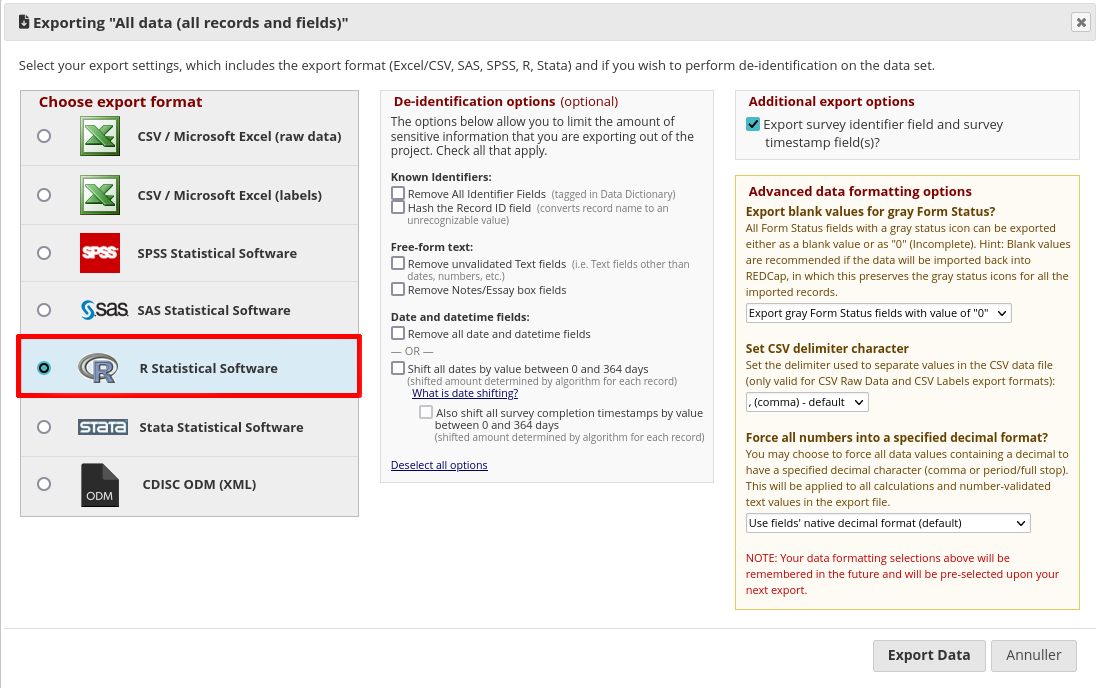 Exporting "All data (all records and fields)"
Select your export settings, which includes the export format (Excel/CSV, SAS, SPSS, R, Stata) and if you wish to perform de-identification on the data set.
Choose export format
CSV / Microsoft Excel (raw data)
CSV / Microsoft Excel (labels)
SPSS
SPSS Statistical Software
sas
SAS Statistical Software
R
R Statistical Software
STATA
Stata Statistical Software
ODM
CDISC ODM (XML)
De-identification options (optional)
The options below allow you to limit the amount of
sensitive information that you are exporting out of the
project. Check all that apply.
Known Identifiers:
Remove All Identifier Fields (tagged in Data Dictionary)
Hash the Record ID field (converts record name to an
unrecognizable value)
Free-form text:
Remove unvalidated Text fields (i.e. Text fields other than
dates, numbers, etc.)
Remove Notes/Essay box fields
Date and datetime fields:
Remove all date and datetime fields
— OR —
Shift all dates by value between 0 and 364 days
(shifted amount determined by algorithm for each record)
What is date shifting?
Also shift all survey completion timestamps by value
between 0 and 364 days
(shifted amount determined by algorithm for each record)
Deselect all options
Additional export options
Export survey identifier field and survey
timestamp field(s)?
Advanced data formatting options
Export blank values for gray Form Status?
All Form Status fields with a gray status icon can be exported
either as a blank value or as "0" (Incomplete). Hint: Blank values
are recommended if the data will be imported back into
REDCap, in which this preserves the gray status icons for all the
imported records.
Export gray Form Status fields with value of "0"
Set CSV delimiter character
Set the delimiter used to separate values in the CSV data file
(only valid for CSV Raw Data and CSV Labels export formats):
, (comma) - default
Force all numbers into a specified decimal format?
You may choose to force all data values containing a decimal to
have a specified decimal character (comma or period/full stop).
This will be applied to all calculations and number-validated
text values in the export file.
Use fields' native decimal format (default)
NOTE: Your data formatting selections above will be
remembered in the future and will be pre-selected upon your
next export.
Export Data
Annuller